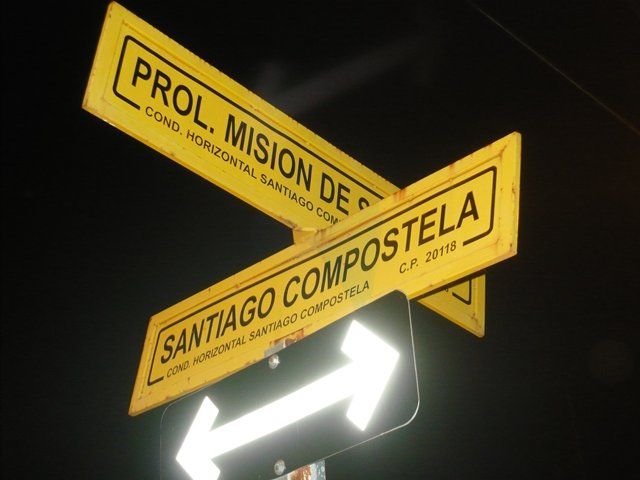 PROL. MISION DE
COND. HORIZONTAL SANTIAGO
SANTIAGO COMPOSTELA
COND. HORIZONTAL SANTIAGO COMPOSTELA
C.P. 20118